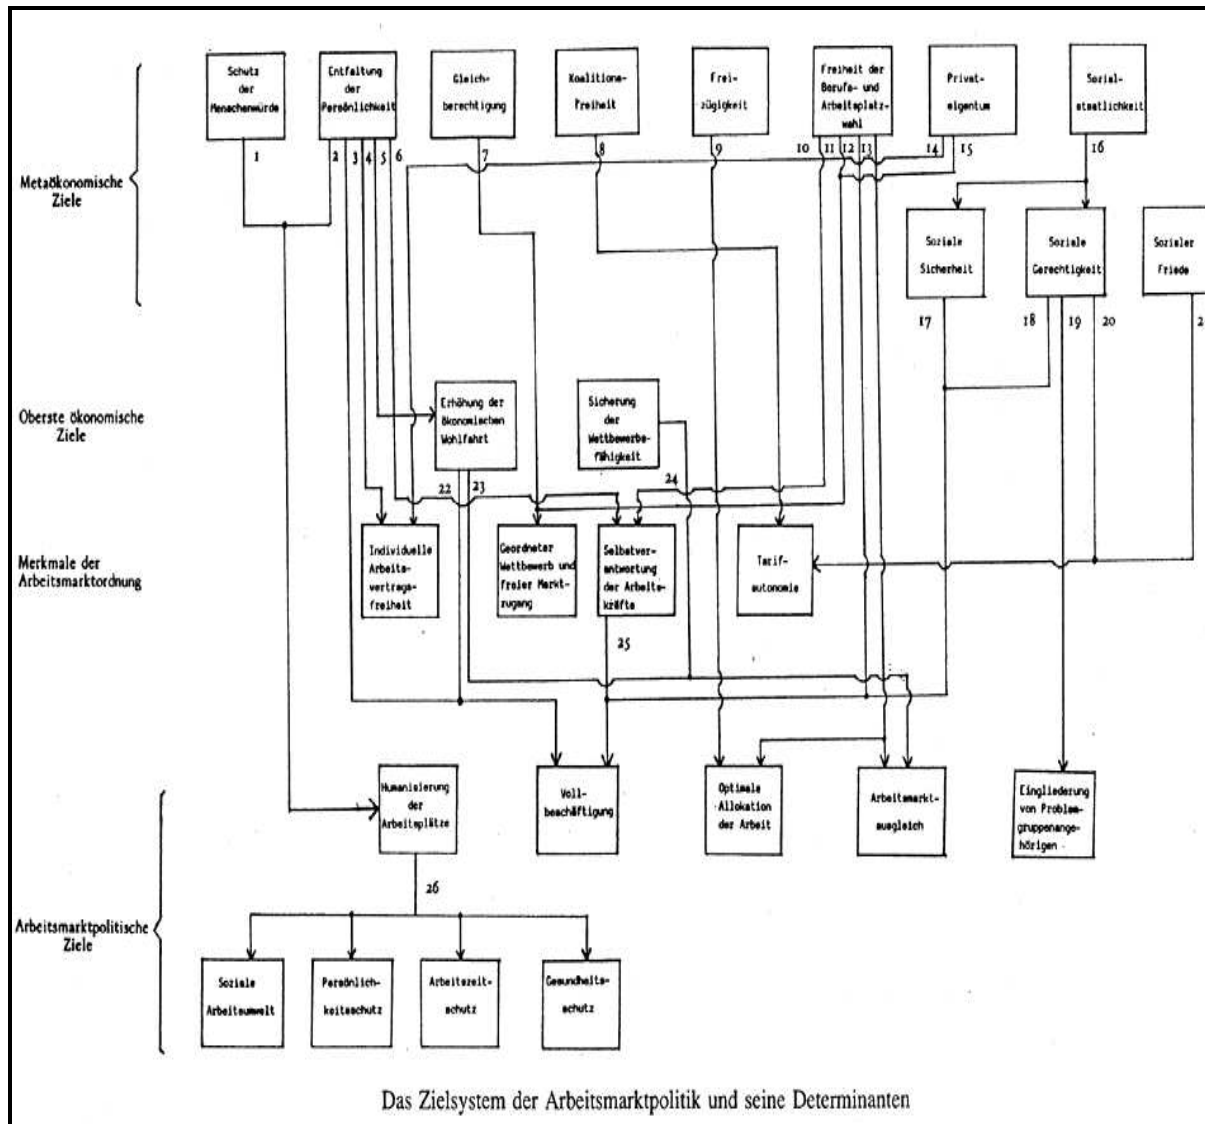 Schutz
der
Menschenwürde
Entfaltung
der
Persönlichkeit
Gleich-
berechtigung
Koalitions-
freiheit
Frei-
zügigkeit
Freiheit der
Berufs- und
Arbeitsplatz-
wahl
Privat-
eigentum
Sozial-
staatlichkeit
1
2
3
4
5
6
7
8
9
10
11
12
13
14
15
16
Metaökonomische
Ziele
Soziale
Sicherheit
Soziale
Gerechtigkeit
Sozialer
Friede
17
18
19
20
2
Oberste ökonomische
Ziele
Erhöhung der
ökonomischen
Wohlfahrt
Sicherung
der
Wettbewerbs-
fähigkeit
22
23
24
Merkmale der
Arbeitsmarktordnung
Individuelle
Arbeits-
vertrags-
freiheit
Geordneter
Wettbewerb und
freier Markt-
zugang
Selbstver-
antwortung
der Arbeits-
kräfte
Tarif-
autonomie
25
Humanisierung
der
Arbeitsplätze
Voll-
beschäftigung
Optimale
Allokation
der Arbeit
Arbeitsmarkt-
ausgleich
Eingliederung
von Problem-
gruppenange-
hörigen
26
Arbeitsmarktpolitische
Ziele
Soziale
Arbeitsumwelt
Persönlich-
keitsschutz
Arbeitszeit-
schutz
Gesundheits-
schutz
Das Zielsystem der Arbeitsmarktpolitik und seine Determinanten